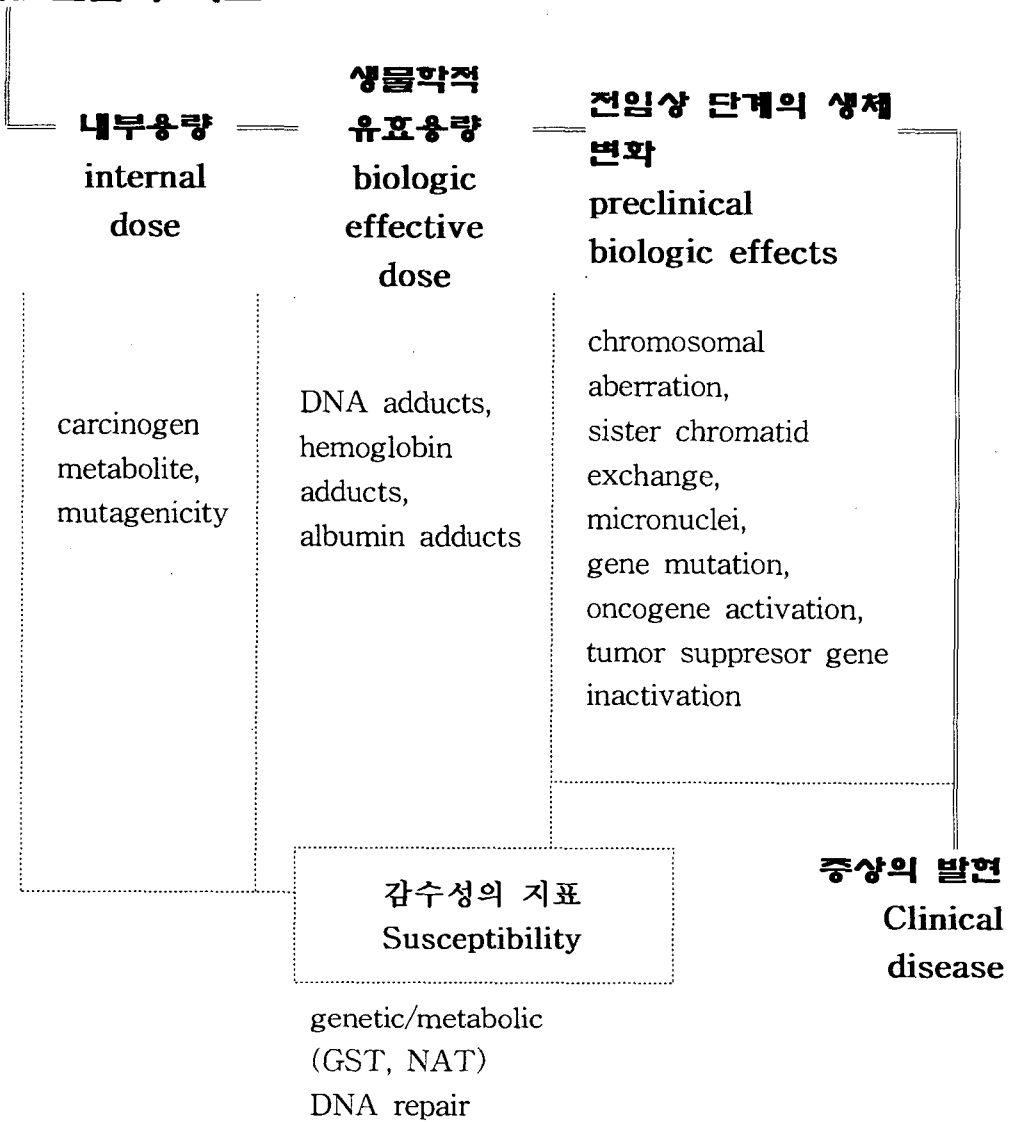 내부용량
internal
dose
생물학적
유효용량
biologic
effective
dose
전임상 단계의 생체
변화
preclinical
biologic effects
carcinogen
metabolite,
mutagenicity
DNA adducts,
hemoglobin
adducts,
albumin adducts
chromosomal
aberration,
sister chromatid
exchange,
micronuclei,
gene mutation,
oncogene activation,
tumor suppresor gene
inactivation
감수성의 지표
Susceptibility
genetic/metabolic
(GST, NAT)
DNA repair
증상의 발현
Clinical
disease